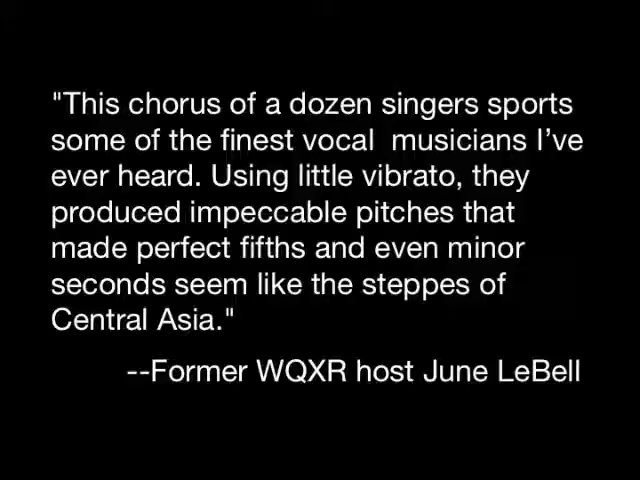 "This chorus of a dozen singers sports
some of the finest vocal  musicians I’ve
ever heard. Using little vibrato, they
produced impeccable pitches that
made perfect fifths and even minor
seconds seem like the steppes of
Central Asia."
--Former WQXR host June LeBell